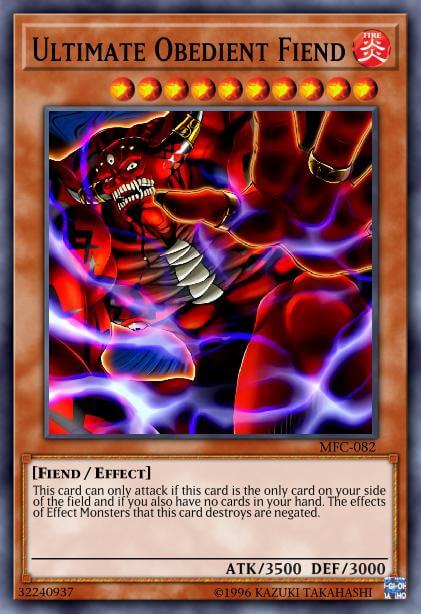 ULTIMATE OBEDIENT FIEND
FIRE
炎
MFC-082
[FIEND / EFFECT]
This card can only attack if this card is the only card on your side
of the field and if you also have no cards in your hand. The effects
of Effect Monsters that this card destroys are negated.
ATK/3500 DEF/3000
32240937
©1996 KAZUKI TAKAHASHI